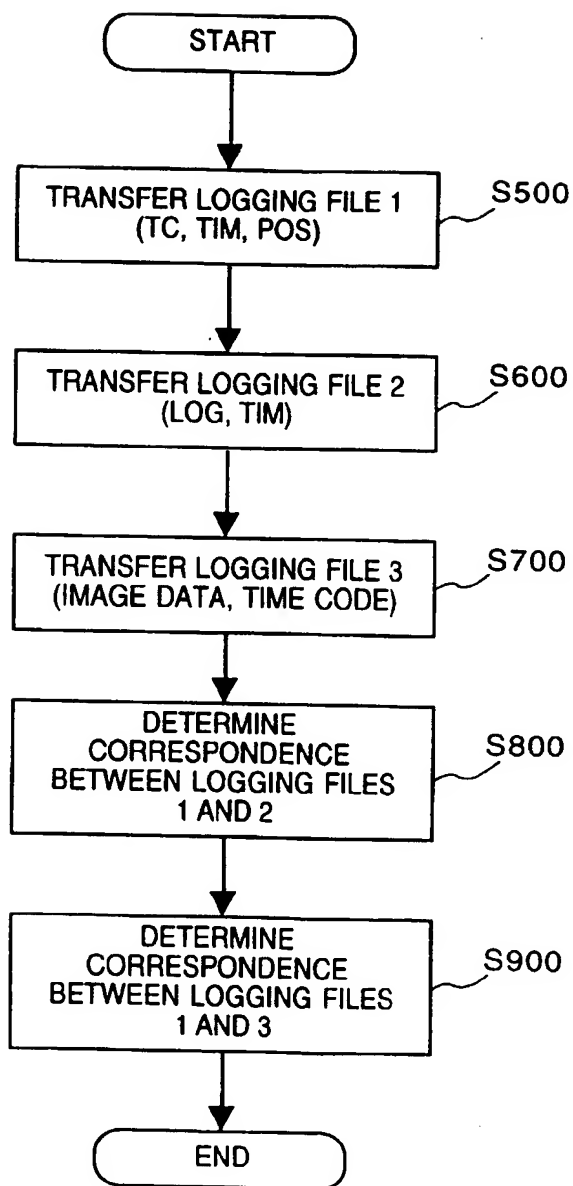 START
TRANSFER LOGGING FILE 1
(TC, TIM, POS)
S500
TRANSFER LOGGING FILE 2
(LOG, TIM)
S600
TRANSFER LOGGING FILE 3
(IMAGE DATA, TIME CODE)
S700
DETERMINE
CORRESPONDENCE
BETWEEN LOGGING FILES
1 AND 2
S800
DETERMINE
CORRESPONDENCE
BETWEEN LOGGING FILES
1 AND 3
S900
END